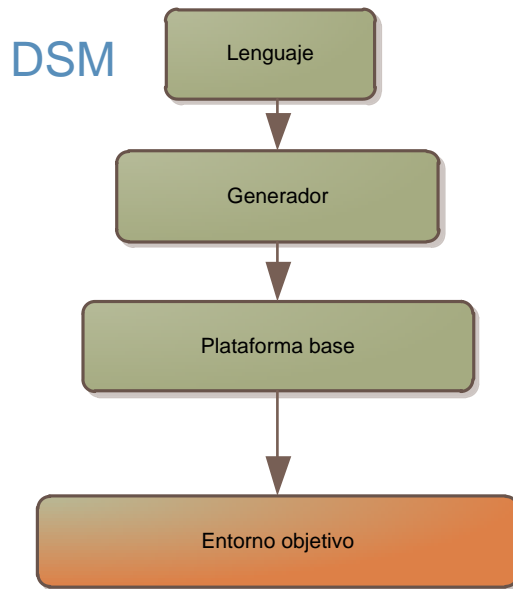 DSM
Lenguaje
Generador
Plataforma base
Entorno objetivo